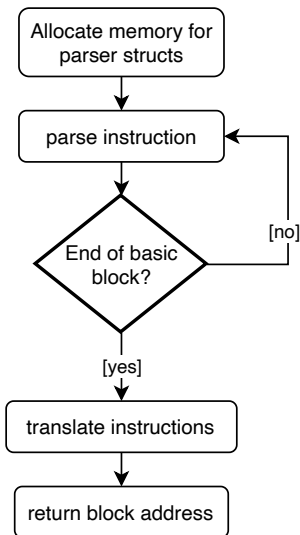 Allocate memory for
parser structs
parse instruction
End of basic
block?
[no]
[yes]
translate instructions
return block address